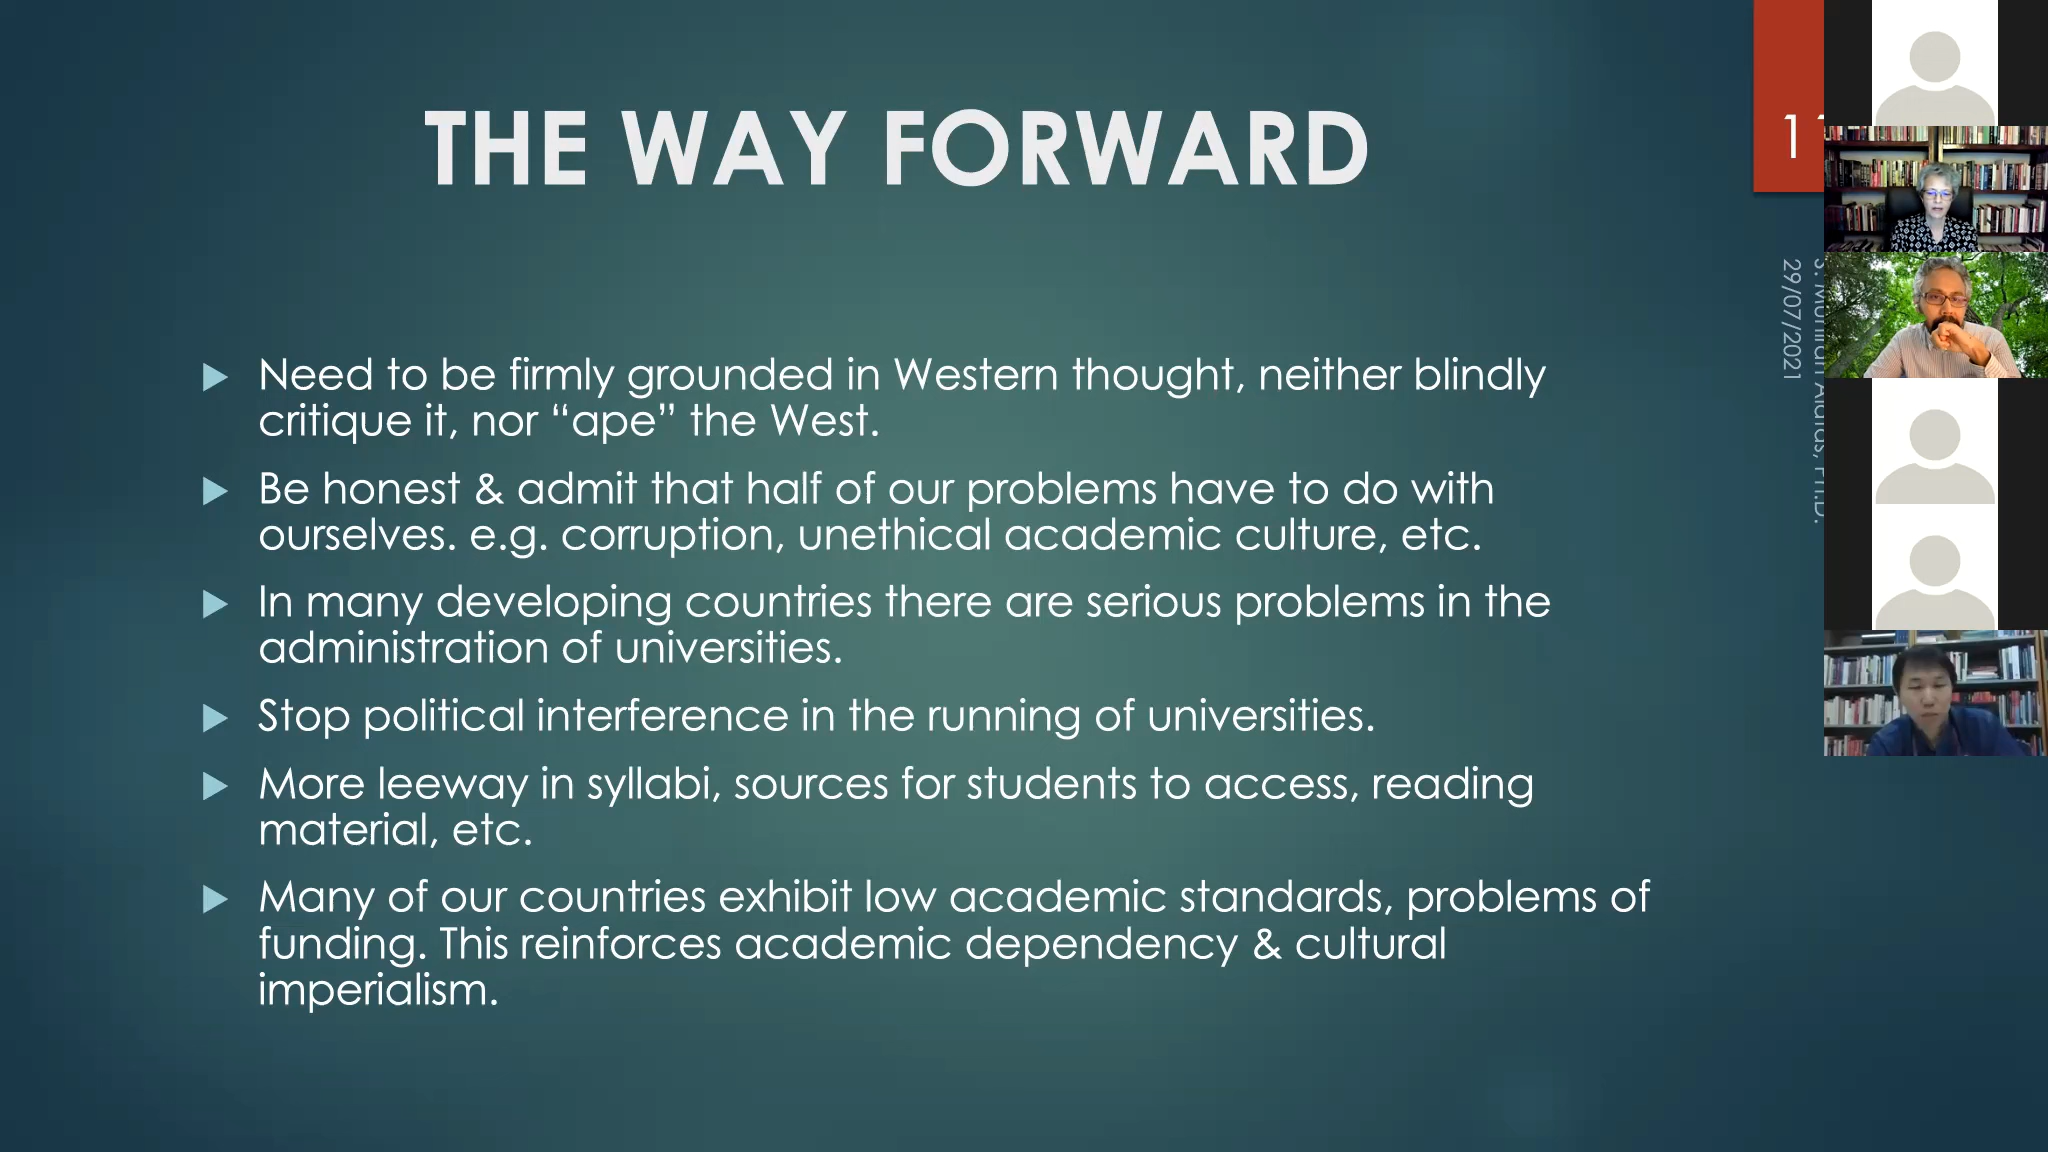 THE WAY FORWARD
Need to be firmly grounded in Western thought, neither blindly
critique it, nor “ape” the West.
Be honest & admit that half of our problems have to do with
ourselves. e.g. corruption, unethical academic culture, etc.
In many developing countries there are serious problems in the
administration of universities.
Stop political interference in the running of universities.
More leeway in syllabi, sources for students to access, reading
material, etc.
Many of our countries exhibit low academic standards, problems of
funding. This reinforces academic dependency & cultural
imperialism.
29/07/2021